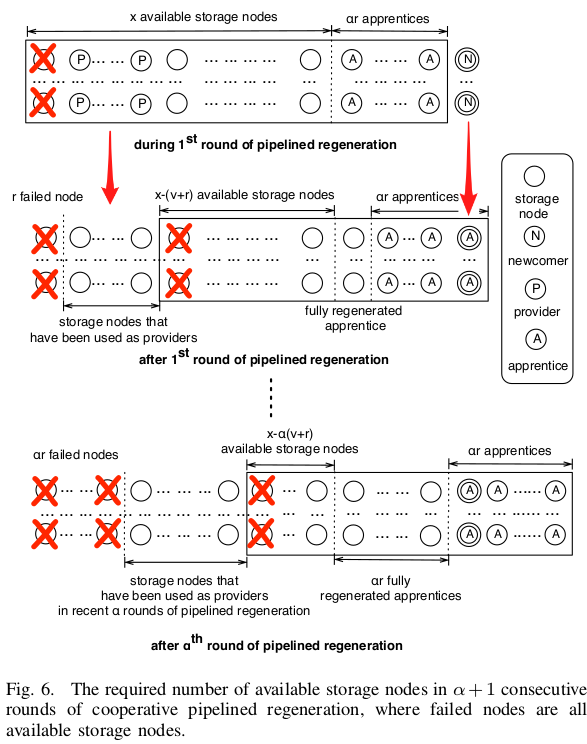 x available storage nodes
αr apprentices
P P A A N
P P A A N
during 1st round of pipelined regeneration
r failed node
x-(v+r) available storage nodes
αr apprentices
A A A
A A A
storage nodes that
have been used as providers
fully regenerated
apprentice
after 1st round of pipelined regeneration
storage
node
N
newcomer
P
provider
A
apprentice
αr failed nodes
x-α(v+r)
available storage nodes
αr apprentices
A A A
A A A
storage nodes that
have been used as providers
in recent α rounds of pipelined regeneration
αr fully
regenerated apprentices
after αth round of pipelined regeneration
Fig. 6. The required number of available storage nodes in α + 1 consecutive
rounds of cooperative pipelined regeneration, where failed nodes are all
available storage nodes.